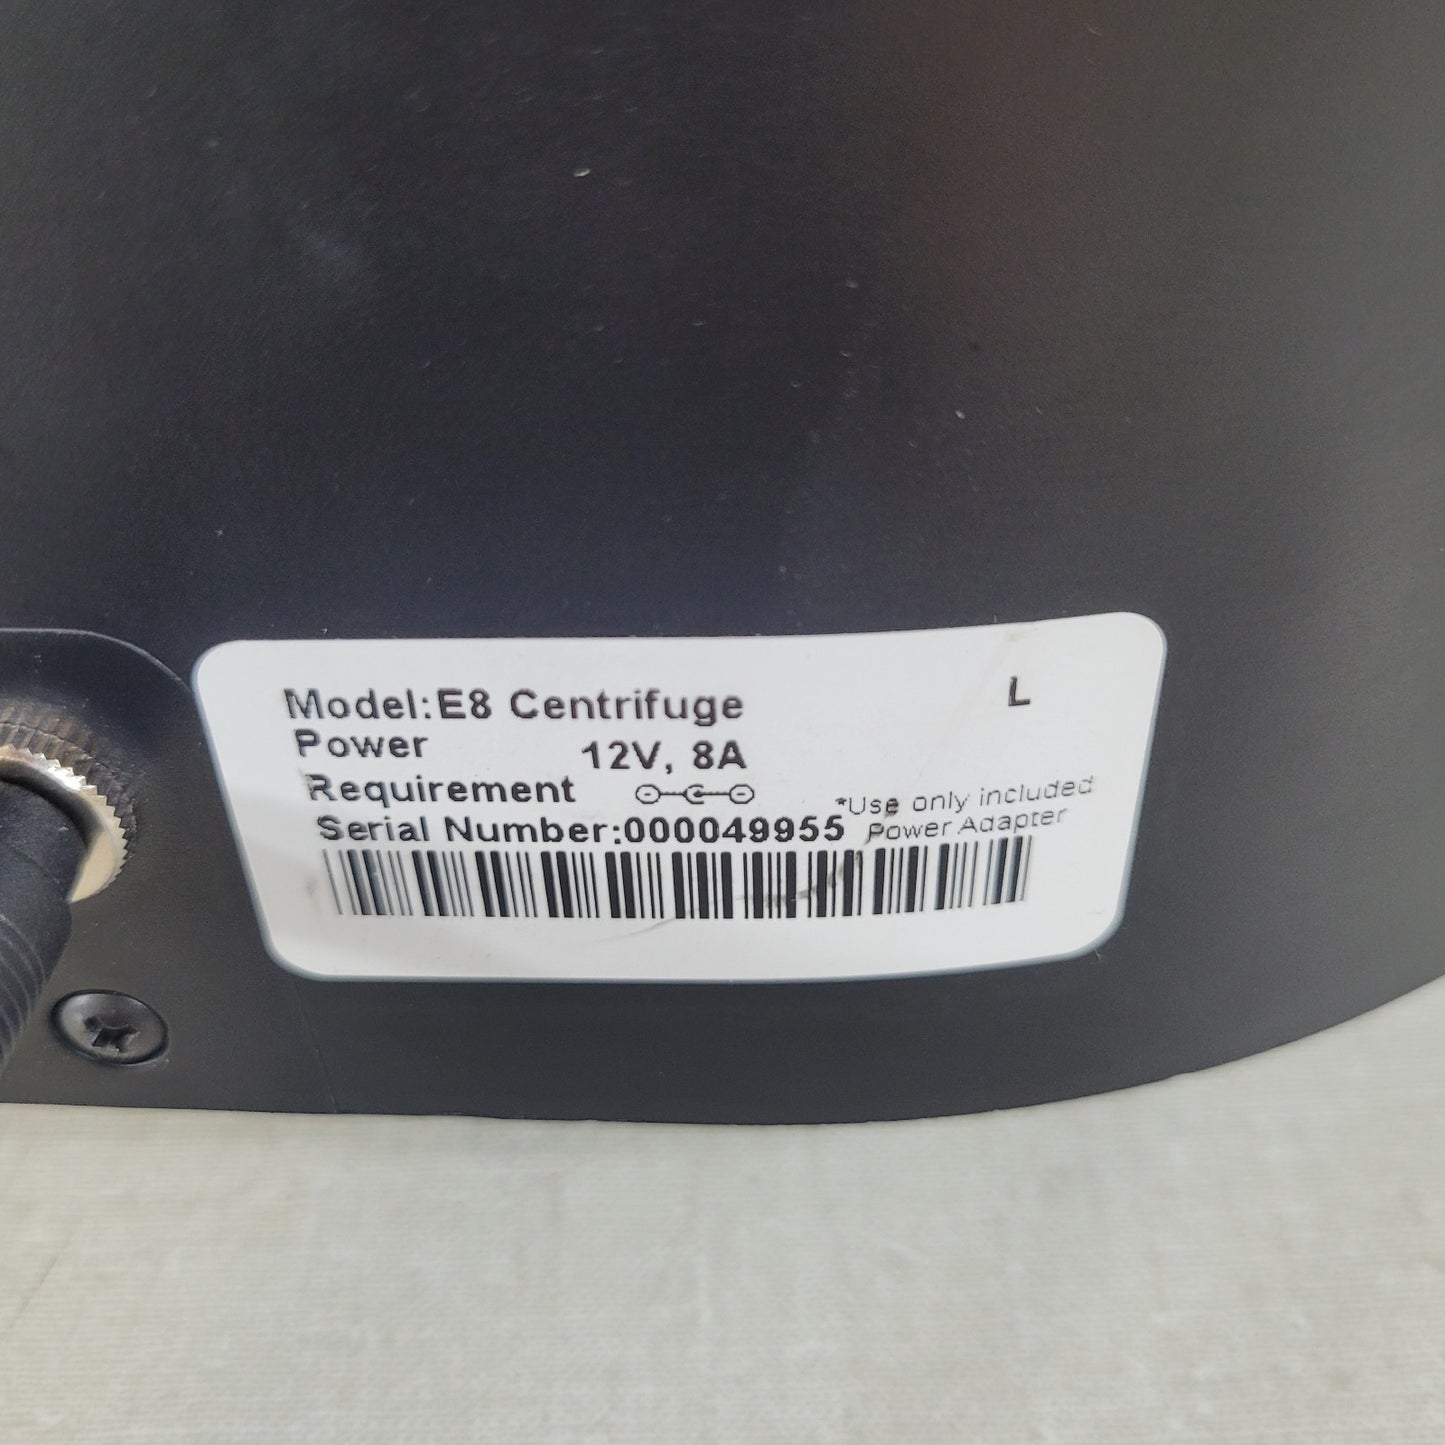 Model:E8 Centrifuge
L
Power
Requirement
12V, 8A
*Use only included
Power Adapter
Serial Number:000049955